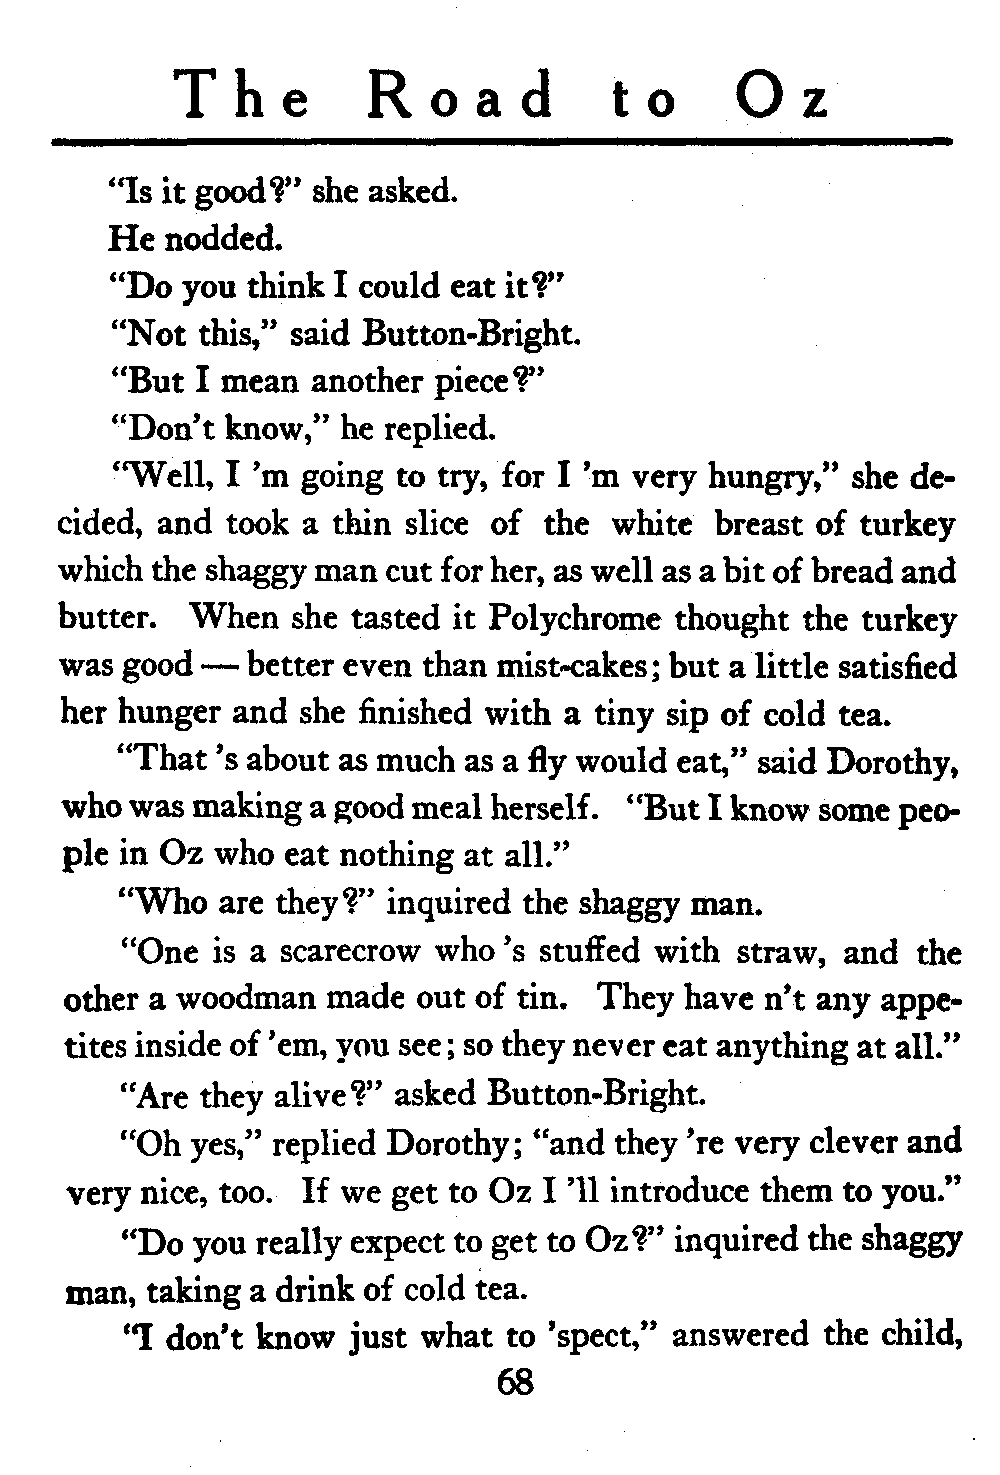 The Road to Oz
“Is it good?” she asked.
He nodded.
“Do you think I could eat it?”
“Not this,” said Button-Bright.
“But I mean another piece?”
“Don’t know,” he replied.
“Well, I ’m going to try, for I ’m very hungry,” she de-
cided, and took a thin slice of the white breast of turkey
which the shaggy man cut for her, as well as a bit of bread and
butter. When she tasted it Polychrome thought the turkey
was good — better even than mist-cakes; but a little satisfied
her hunger and she finished with a tiny sip of cold tea.
“That ’s about as much as a fly would eat,” said Dorothy,
who was making a good meal herself. “But I know some peo-
ple in Oz who eat nothing at all.”
“Who are they?” inquired the shaggy man.
“One is a scarecrow who ’s stuffed with straw, and the
other a woodman made out of tin. They have n’t any appe-
tites inside of ’em, you see; so they never eat anything at all.”
“Are they alive?” asked Button-Bright.
“Oh yes,” replied Dorothy; “and they ’re very clever and
very nice, too. If we get to Oz I ’ll introduce them to you.”
“Do you really expect to get to Oz?” inquired the shaggy
man, taking a drink of cold tea.
“I don’t know just what to ’spect,” answered the child,
68